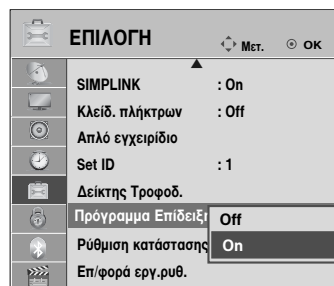 ΕΠΙΛΟΓΗ Μετ. OK
SIMPLINK : On
Κλείδ. πλήκτρων : Off
Απλό εγχειρίδιο
Set ID : 1
Δείκτης Τροφοδ.
Πρόγραμμα Επίδειξη Off
Ρύθμιση κατάστασης On
Επ/φορά εργ.ρυθ.